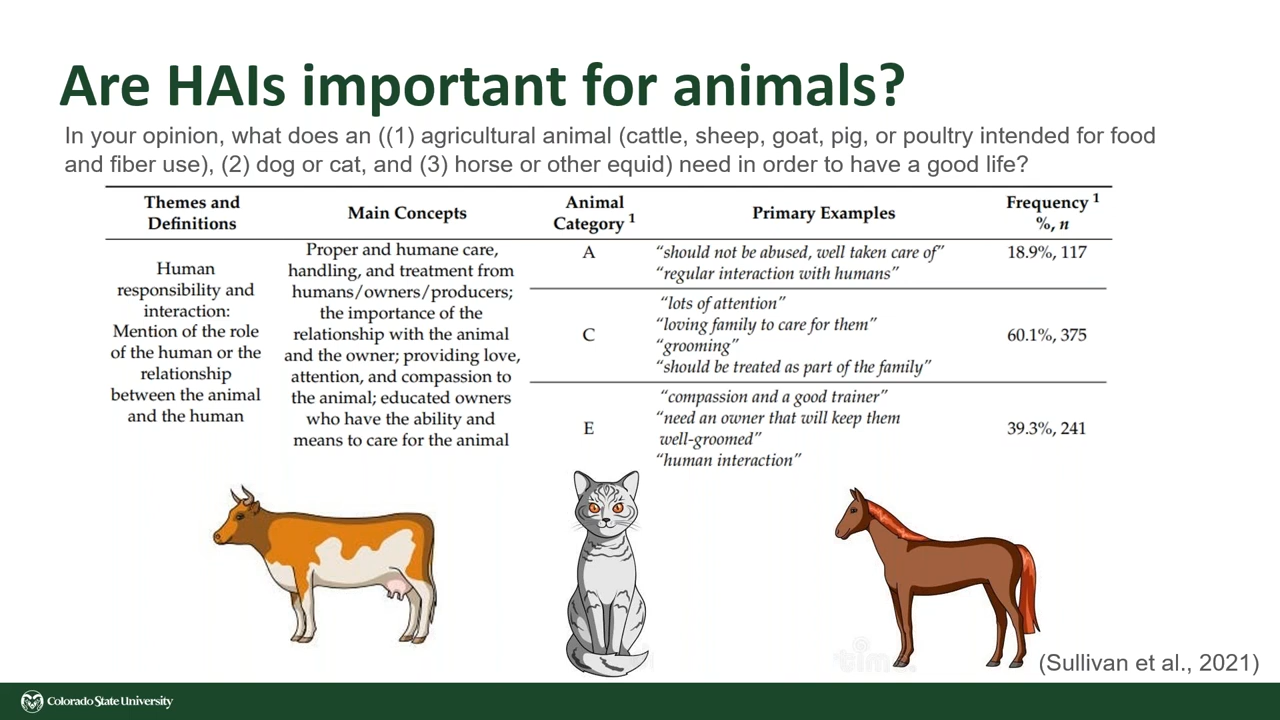 Are HAIs important for animals?
In your opinion, what does an ((1) agricultural animal (cattle, sheep, goat, pig, or poultry intended for food
and fiber use), (2) dog or cat, and (3) horse or other equid) need in order to have a good life?
Themes and
Definitions
Main Concepts
Animal
Category 1
Primary Examples
Frequency 1
%, n
Human
responsibility and
interaction:
Mention of the role
of the human or the
relationship
between the animal
and the human
Proper and humane care,
handling, and treatment from
humans/owners/producers;
the importance of the
relationship with the animal
and the owner; providing love,
attention, and compassion to
the animal; educated owners
who have the ability and
means to care for the animal
A
"should not be abused, well taken care of"
"regular interaction with humans"
18.9%, 117
C
"lots of attention"
"loving family to care for them"
"grooming"
"should be treated as part of the family"
60.1%, 375
E
"compassion and a good trainer"
"need an owner that will keep them
well-groomed"
"human interaction"
39.3%, 241
(Sullivan et al., 2021)
Colorado State University